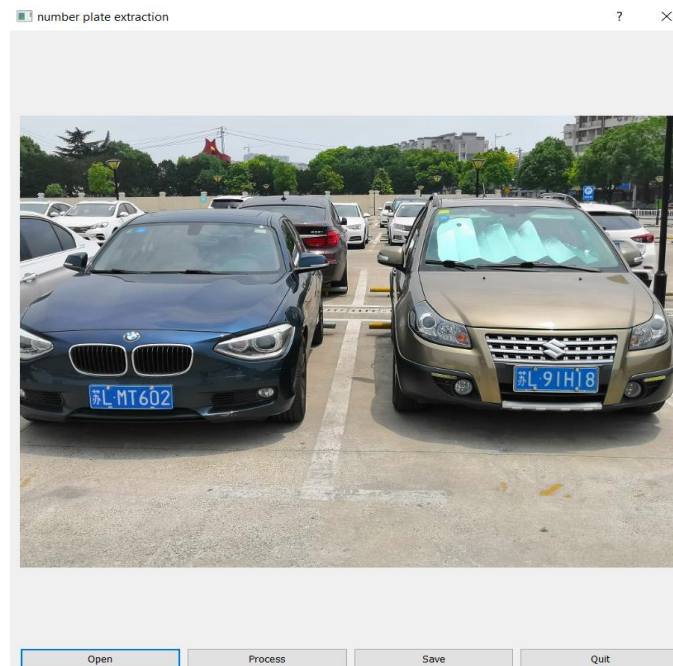 number plate extraction
苏L·MT602
苏L·91H18
Open
Process
Save
Quit